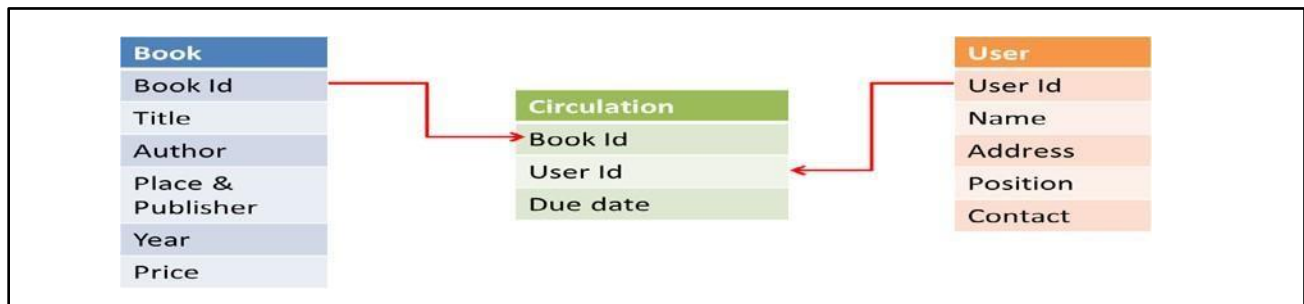 Book
Book Id
Title
Author
Place &
Publisher
Year
Price
Circulation
Book Id
User Id
Due date
User
User Id
Name
Address
Position
Contact